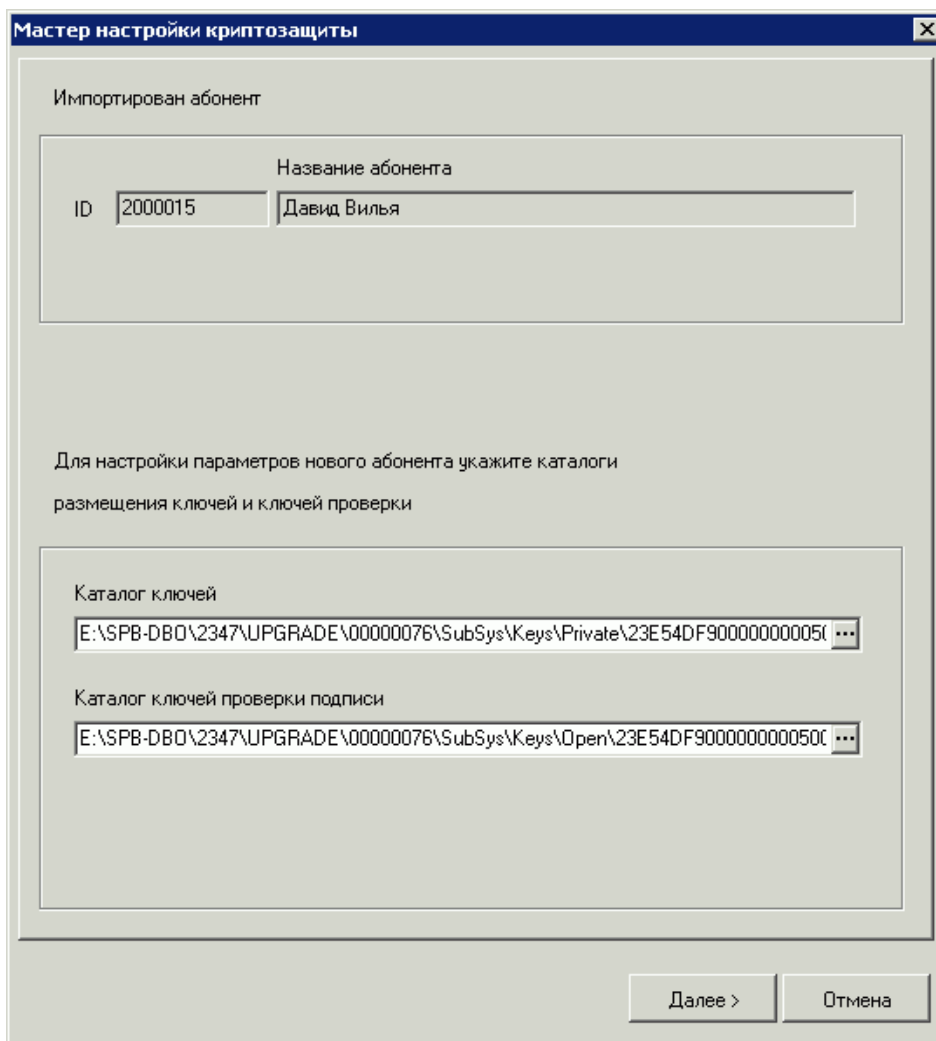 Мастер настройки криптозащиты
Импортирован абонент
Название абонента
ID 2000015 Давид Вилья
Для настройки параметров нового абонента укажите каталоги
размещения ключей и ключей проверки
Каталог ключей
E:\SPB-DBO\2347\UPGRADE\00000076\SubSys\Keys\Private\23E54DF900000000005( ...
Каталог ключей проверки подписи
E:\SPB-DBO\2347\UPGRADE\00000076\SubSys\Keys\Open\23E54DF9000000000050( ...
Далее > Отмена